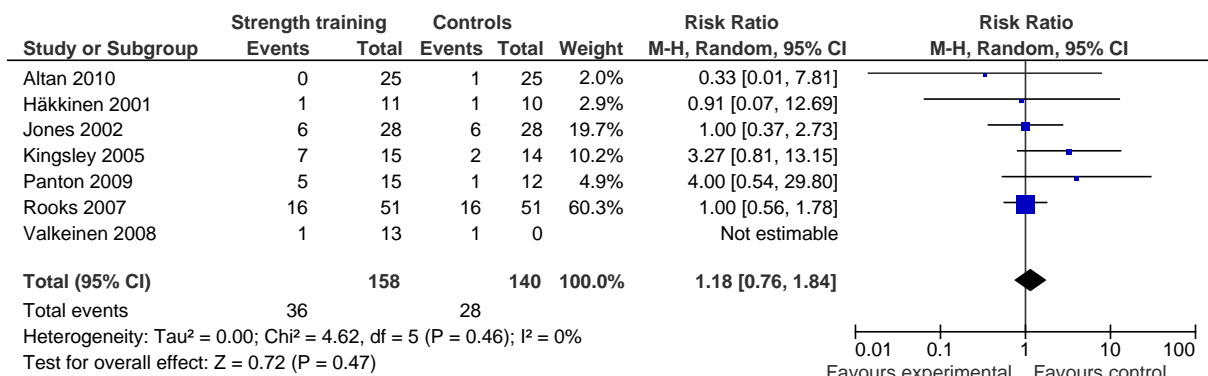 Strength training Controls Risk Ratio Risk Ratio
Study or Subgroup Events Total Events Total Weight M-H, Random, 95% CI M-H, Random, 95% CI
Altan 2010 0 25 1 25 2.0% 0.33 [0.01, 7.81]
Häkkinen 2001 1 11 1 10 2.9% 0.91 [0.07, 12.69]
Jones 2002 6 28 6 28 19.7% 1.00 [0.37, 2.73]
Kingsley 2005 7 15 2 14 10.2% 3.27 [0.81, 13.15]
Panton 2009 5 15 1 12 4.9% 4.00 [0.54, 29.80]
Rooks 2007 16 51 16 51 60.3% 1.00 [0.56, 1.78]
Valkeinen 2008 1 13 1 0 Not estimable
Total (95% CI) 158 140 100.0% 1.18 [0.76, 1.84]
Total events 36 28
Heterogeneity: Tau² = 0.00; Chi² = 4.62, df = 5 (P = 0.46); I² = 0%
Test for overall effect: Z = 0.72 (P = 0.47)
0.01 0.1 1 10 100
Favours experimental Favours control